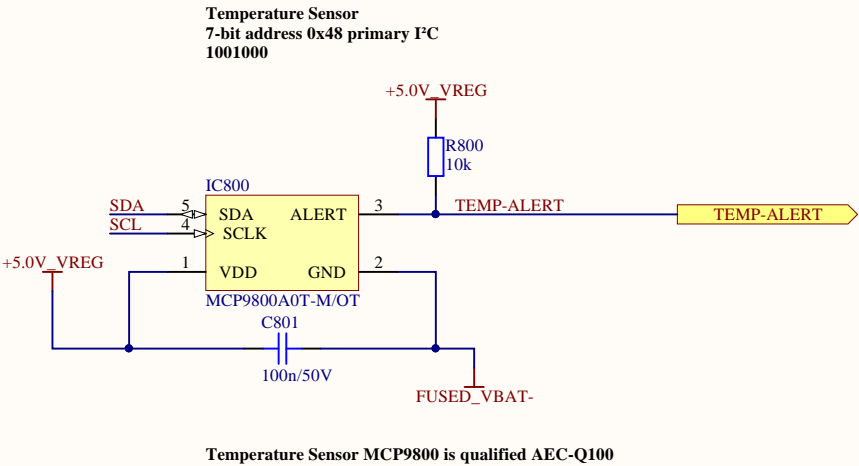 Temperature Sensor
7-bit address 0x48 primary I²C
1001000
+5.0V_VREG
R800
10k
IC800
SDA 5 SDA ALERT 3 TEMP-ALERT TEMP-ALERT
SCL 4 SCLK
+5.0V_VREG 1 VDD GND 2
MCP9800A0T-M/OT
C801
100n/50V
FUSED_VBAT-
Temperature Sensor MCP9800 is qualified AEC-Q100